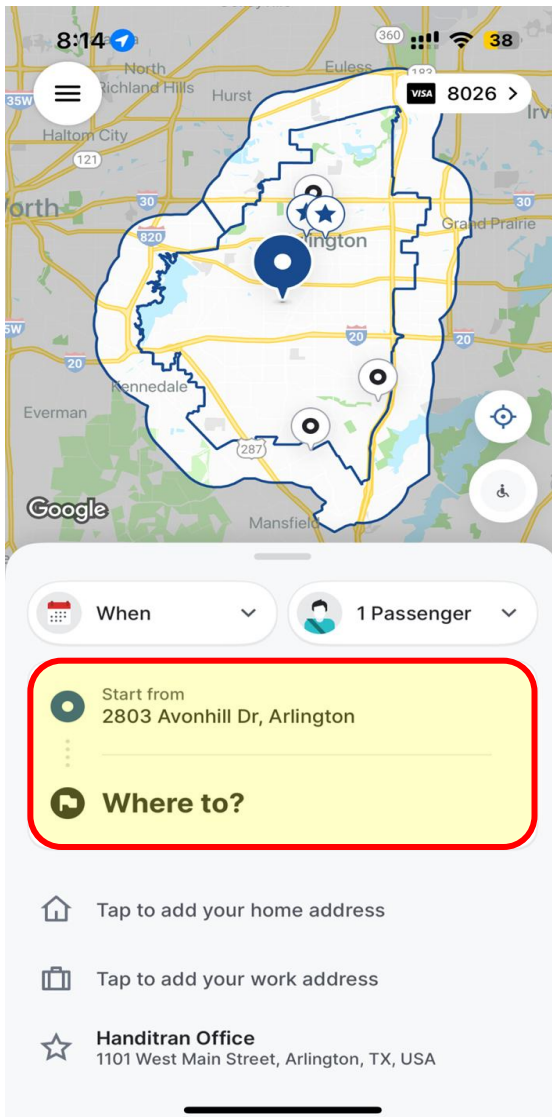 8:14
38
360
183
North
Richland Hills
Euless
Hurst
35W
VISA 8026 >
Haltom City
121
30
30
820
Grand Prairie
20
20
Kennedale
Everman
287
Google
Mansfield
When
1 Passenger
Start from
2803 Avonhill Dr, Arlington
Where to?
Tap to add your home address
Tap to add your work address
Handitran Office
1101 West Main Street, Arlington, TX, USA